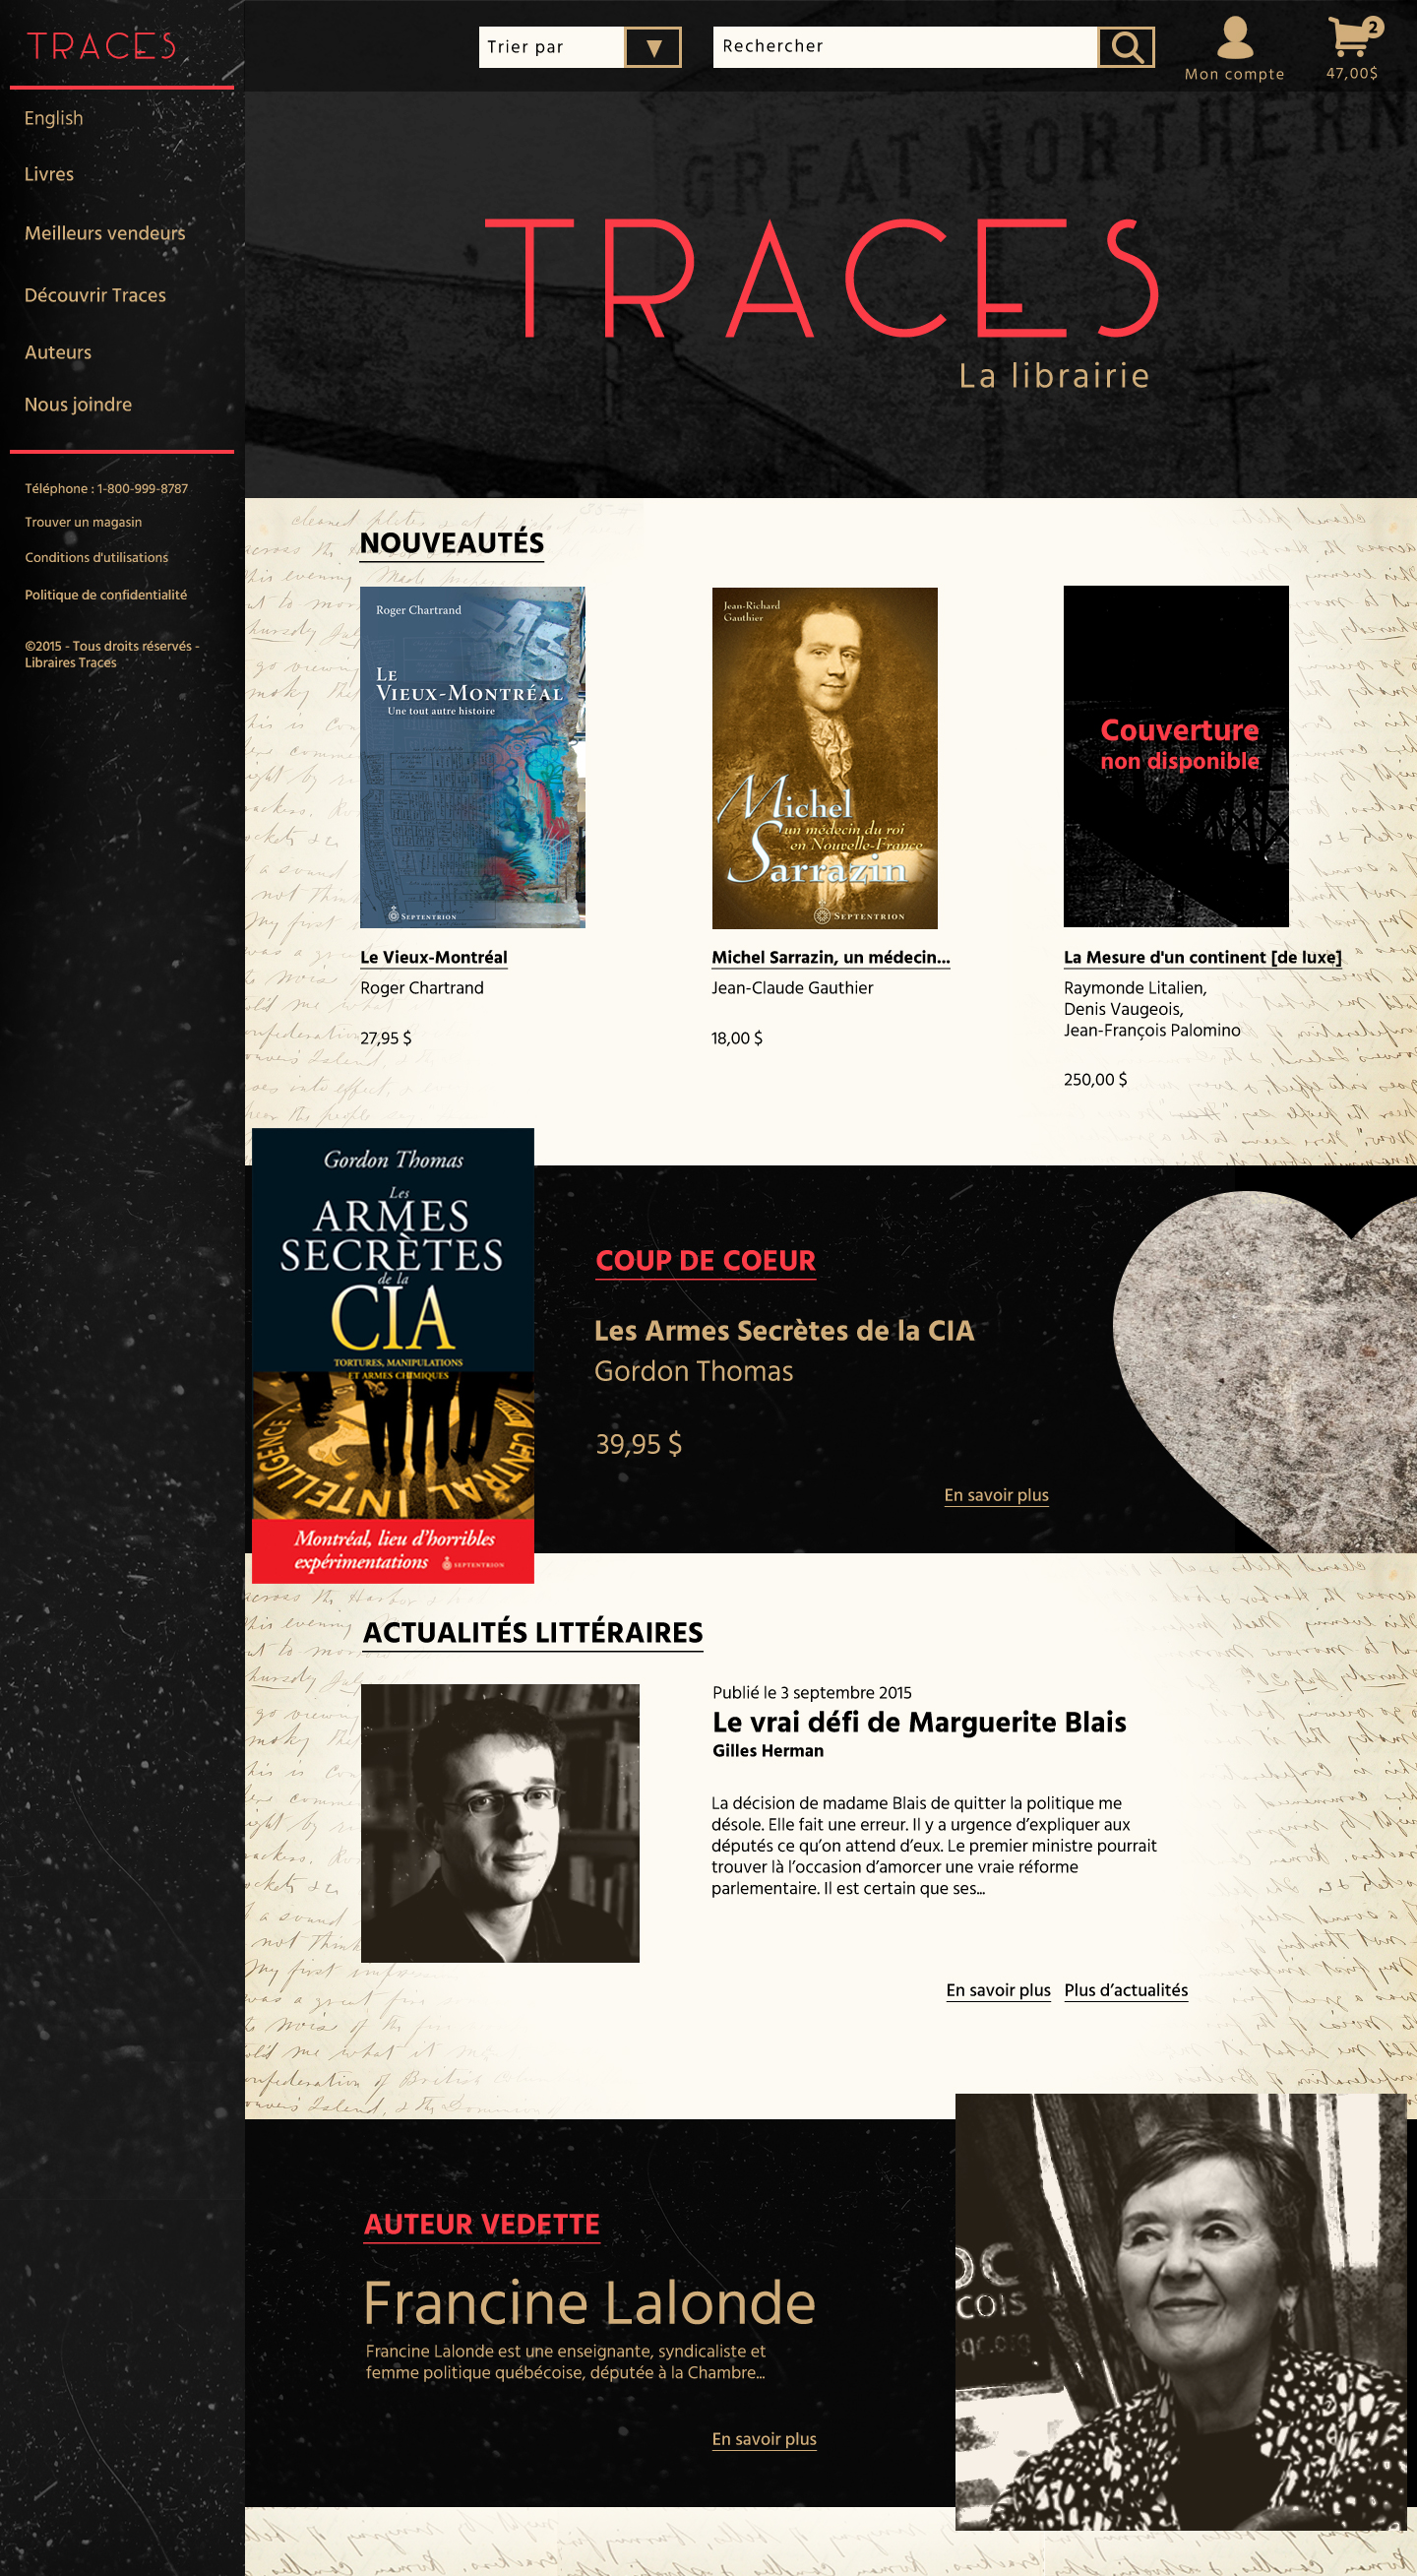 TRACES
English
Livres
Meilleurs vendeurs
Découvrir Traces
Auteurs
Nous joindre
Téléphone : 1-800-999-8787
Trouver un magasin
Conditions d'utilisations
Politique de confidentialité
©2015 - Tous droits réservés -
Libraires Traces
Trier par
Rechercher
Mon compte
2
47,00$
GREAT NORTHERN
TRACES
La librairie
NOUVEAUTÉS
Roger Chartrand
Le
Vieux-Montréal
Une tout autre histoire
Septentrion
Jean-Richard
Gauthier
Michel
un médecin du roi
en Nouvelle-France
Sarrazin
Septentrion
Couverture
non disponible
Le Vieux-Montréal
Roger Chartrand
27,95 $
Michel Sarrazin, un médecin...
Jean-Claude Gauthier
18,00 $
La Mesure d'un continent [de luxe]
Raymonde Litalien,
Denis Vaugeois,
Jean-François Palomino
250,00 $
Gordon Thomas
Les
ARMES
SECRÈTES
de la
CIA
TORTURES, MANIPULATIONS
ET ARMES CHIMIQUES
CENTRAL INTELLIGENCE
Montréal, lieu d'horribles
expérimentations
SEPTENTRION
COUP DE COEUR
Les Armes Secrètes de la CIA
Gordon Thomas
39,95 $
En savoir plus
ACTUALITÉS LITTÉRAIRES
Publié le 3 septembre 2015
Le vrai défi de Marguerite Blais
Gilles Herman
La décision de madame Blais de quitter la politique me
désole. Elle fait une erreur. Il y a urgence d’expliquer aux
députés ce qu’on attend d’eux. Le premier ministre pourrait
trouver là l’occasion d’amorcer une vraie réforme
parlementaire. Il est certain que ses...
En savoir plus
Plus d’actualités
AUTEUR VEDETTE
Francine Lalonde
Francine Lalonde est une enseignante, syndicaliste et
femme politique québécoise, députée à la Chambre...
En savoir plus